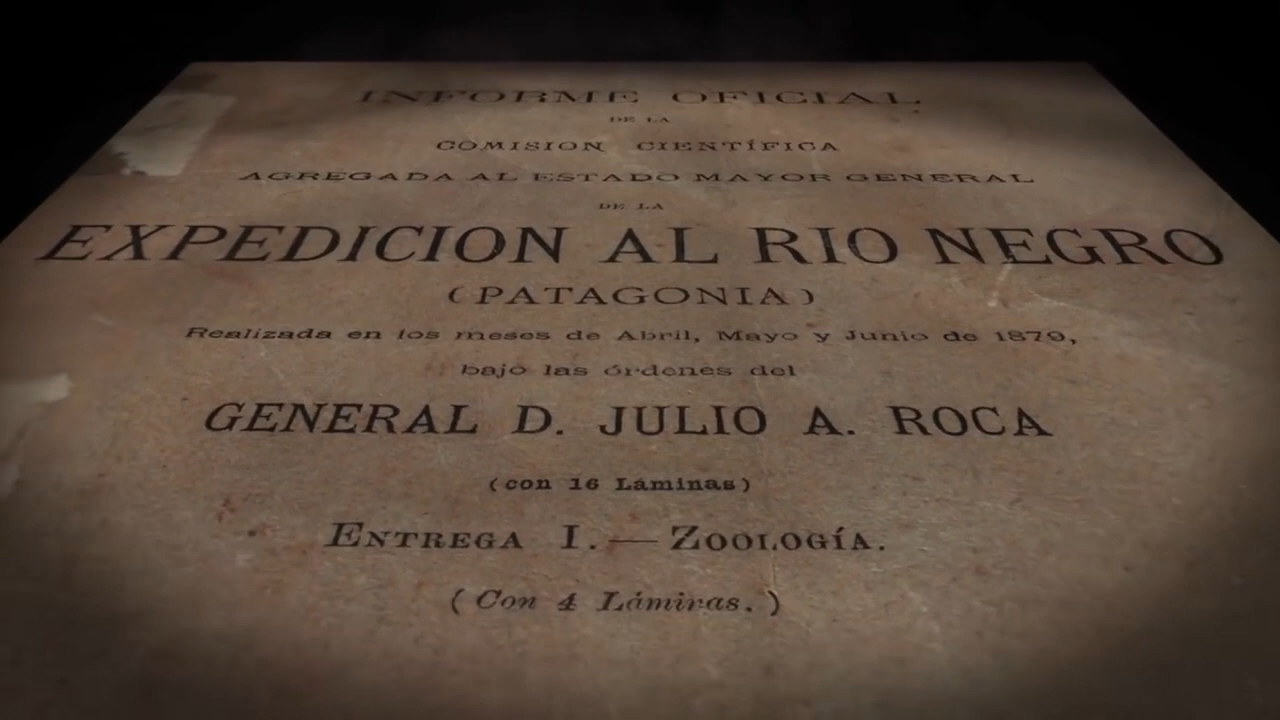 INFORME OFICIAL
DE LA
COMISION CIENTÍFICA
AGREGADA AL ESTADO MAYOR GENERAL
DE LA
EXPEDICION AL RIO NEGRO
(PATAGONIA)
Realizada en los meses de Abril, Mayo y Junio de 1879,
bajo las órdenes del
GENERAL D. JULIO A. ROCA
(con 16 Láminas)
ENTREGA I.—ZOOLOGÍA.
(Con 4 Láminas.)